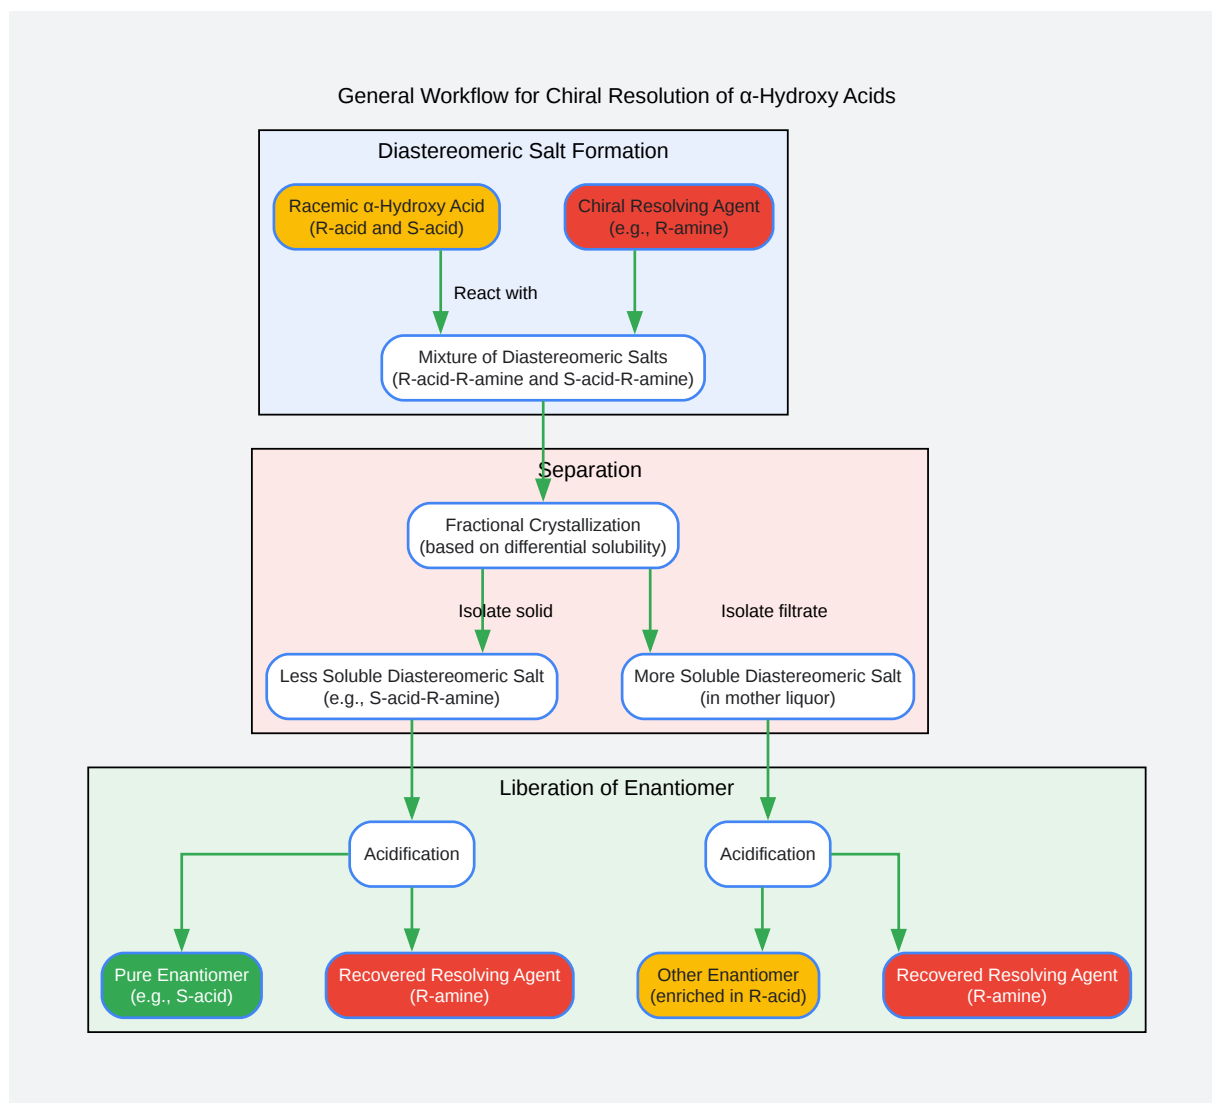 General Workflow for Chiral Resolution of α-Hydroxy Acids
Diastereomeric Salt Formation
Racemic α-Hydroxy Acid
(R-acid and S-acid)
Chiral Resolving Agent
(e.g., R-amine)
React with
Mixture of Diastereomeric Salts
(R-acid-R-amine and S-acid-R-amine)
Separation
Fractional Crystallization
(based on differential solubility)
Isolate solid
Isolate filtrate
Less Soluble Diastereomeric Salt
(e.g., S-acid-R-amine)
More Soluble Diastereomeric Salt
(in mother liquor)
Liberation of Enantiomer
Acidification
Acidification
Pure Enantiomer
(e.g., S-acid)
Recovered Resolving Agent
(R-amine)
Other Enantiomer
(enriched in R-acid)
Recovered Resolving Agent
(R-amine)